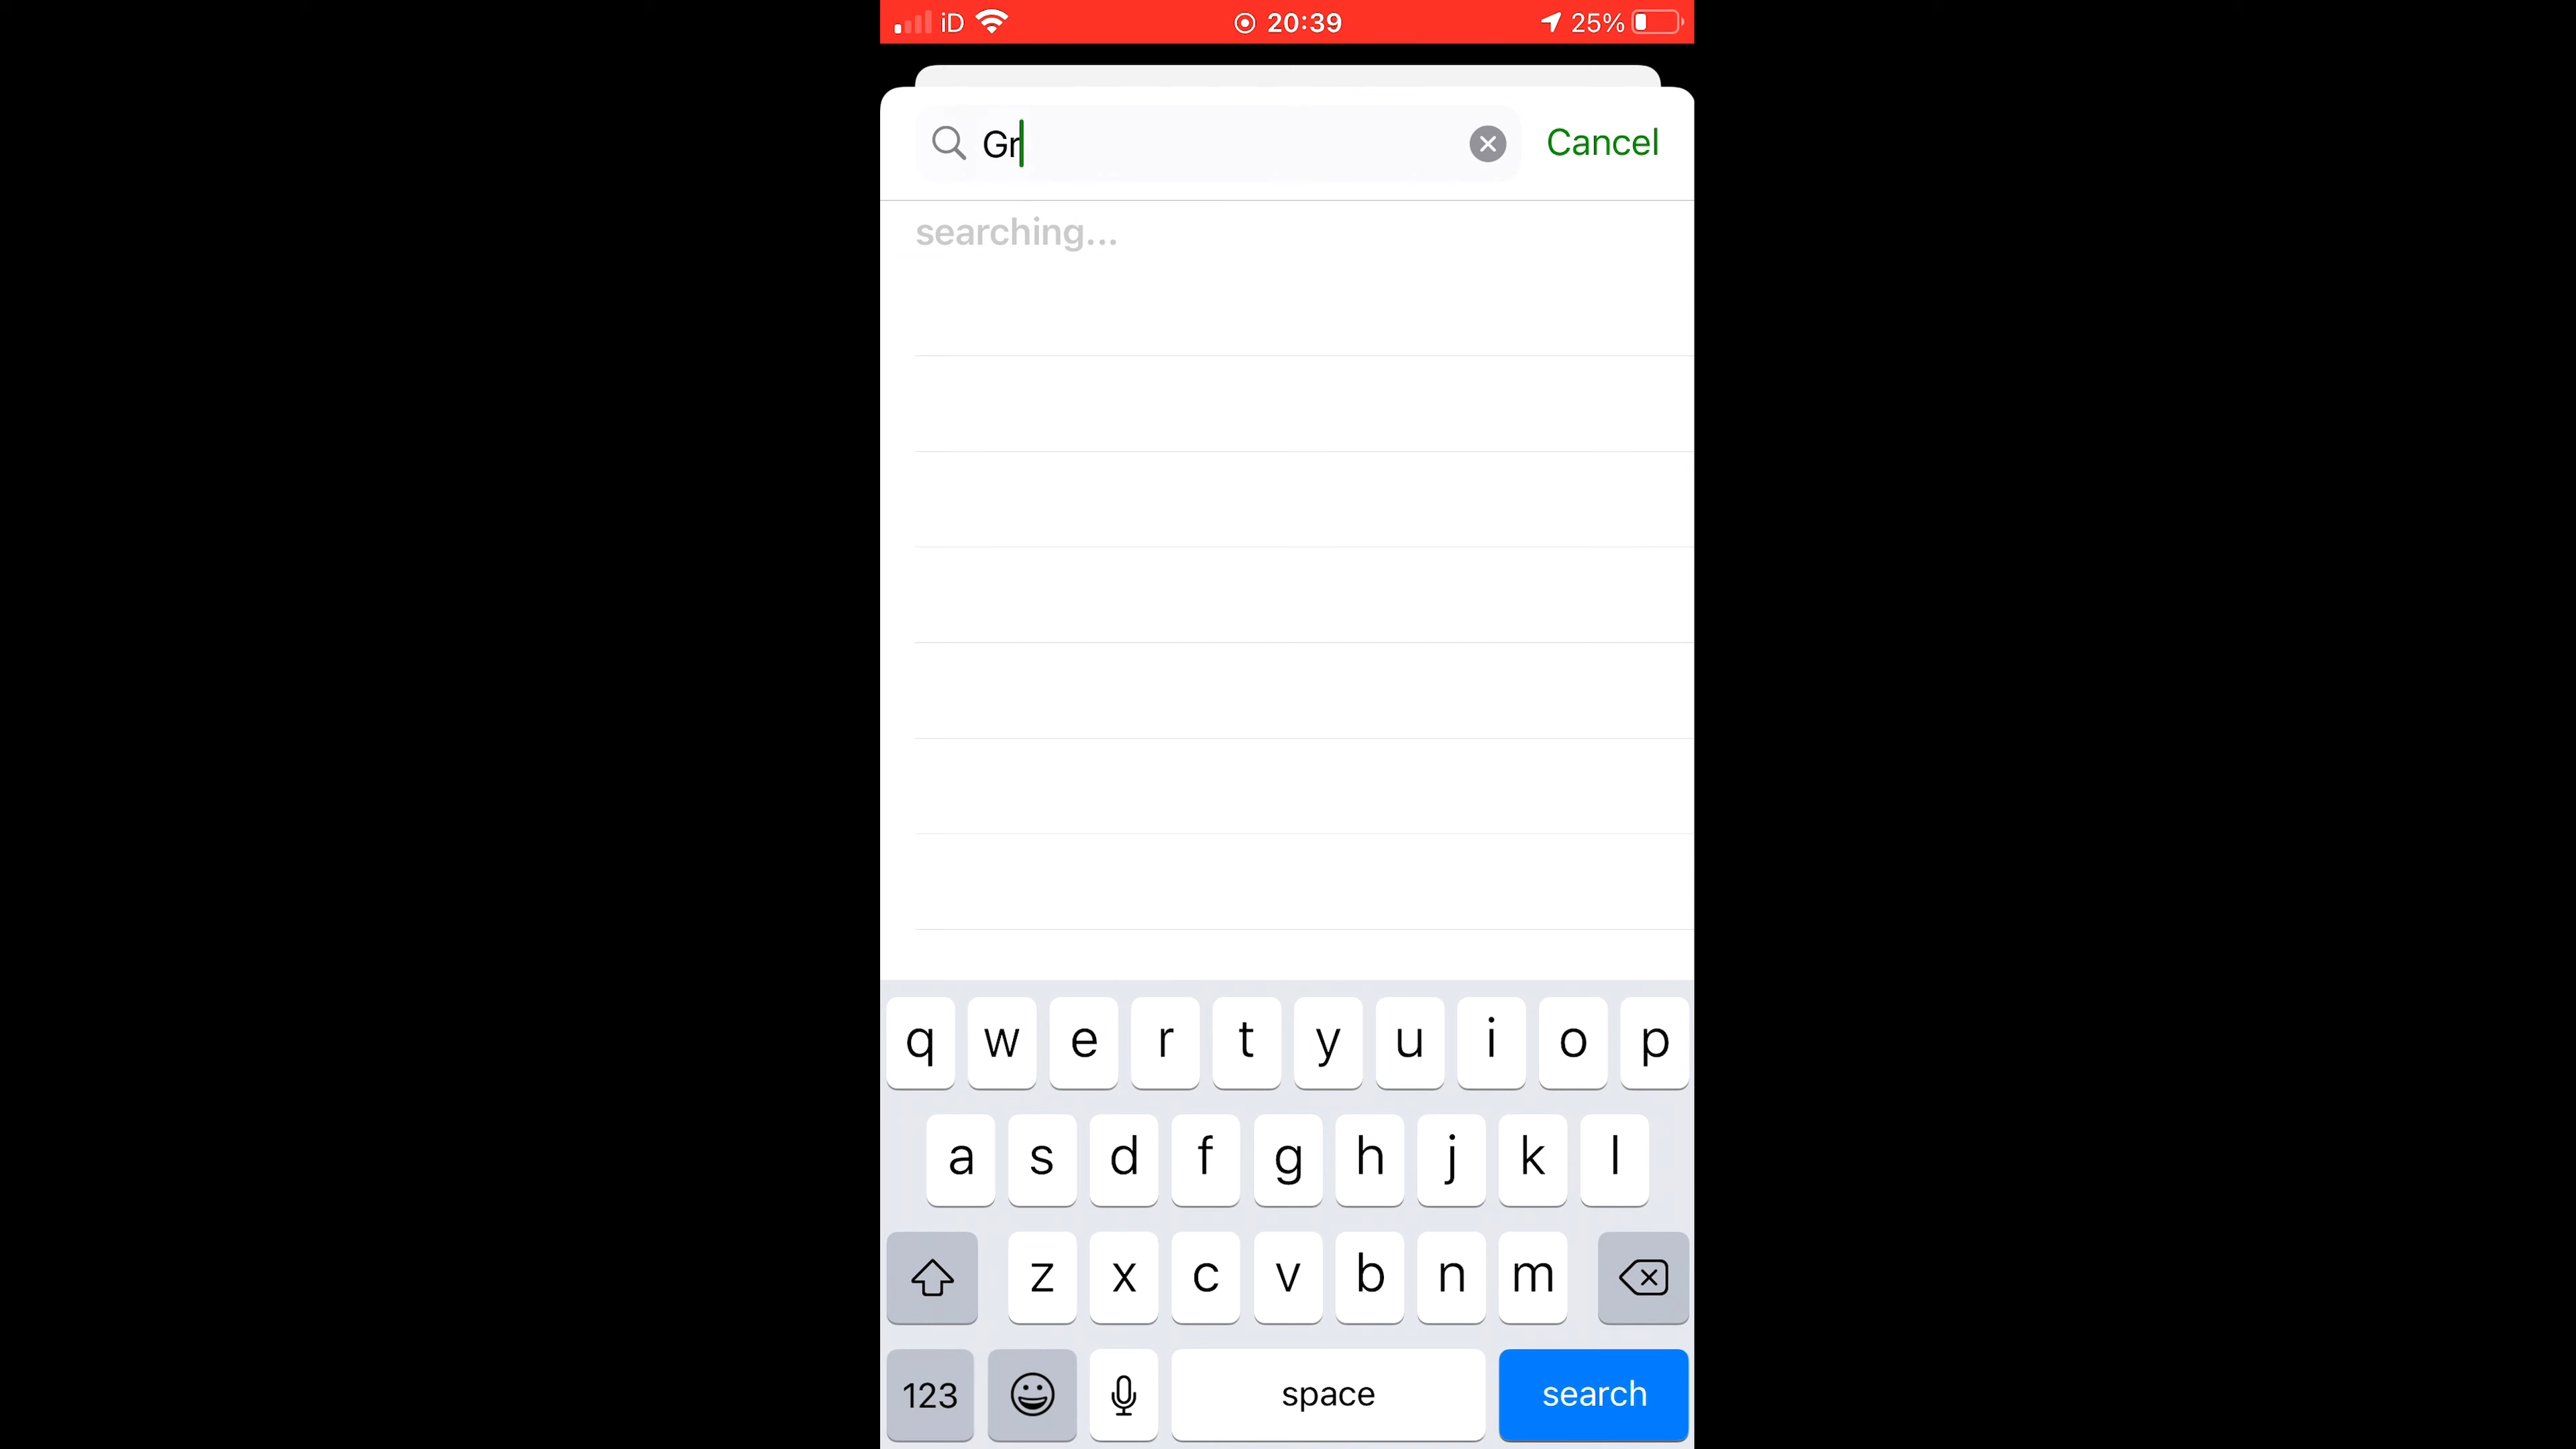 iD 20:39 25%
Gr Cancel
searching...
q w e r t y u i o p
a s d f g h j k l
z x c v b n m
123 space search